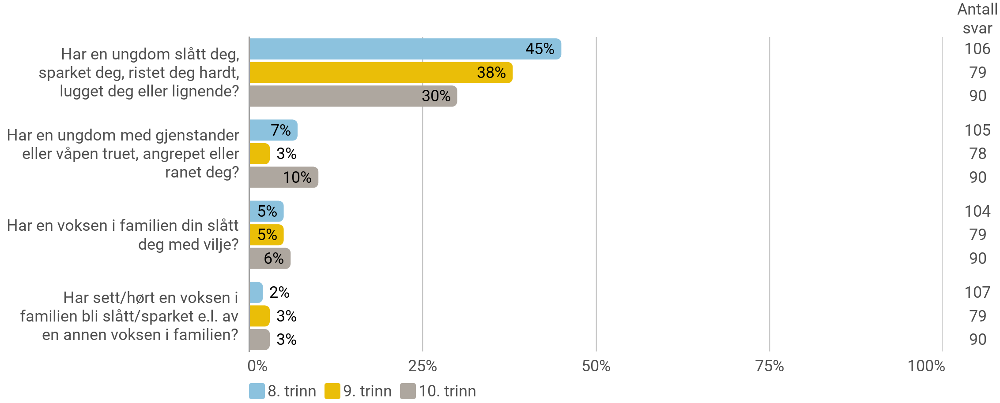 Antall
svar
Har en ungdom slått deg,
sparket deg, ristet deg hardt,
lugget deg eller lignende?
45% 106
38% 79
30% 90
Har en ungdom med gjenstander
eller våpen truet, angrepet eller
ranet deg?
7% 105
3% 78
10% 90
Har en voksen i familien din slått
deg med vilje?
5% 104
5% 79
6% 90
Har sett/hørt en voksen i
familien bli slått/sparket e.l. av
en annen voksen i familien?
2% 107
3% 79
3% 90
0% 25% 50% 75% 100%
8. trinn 9. trinn 10. trinn